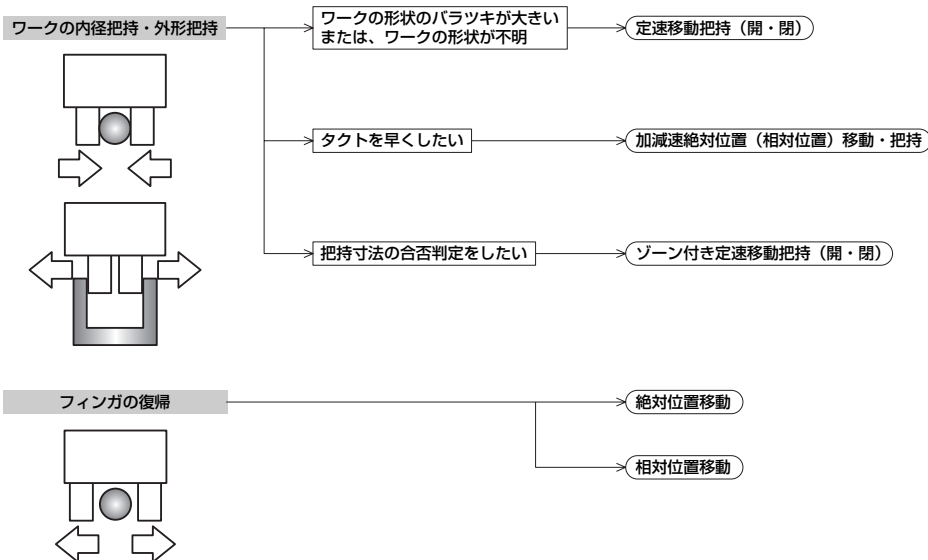 ワークの内径把持・外形把持
ワークの形状のバラツキが大きい
または、ワークの形状が不明
定速移動把持（開・閉）
タクトを早くしたい
加減速絶対位置（相対位置）移動・把持
把持寸法の合否判定をしたい
ゾーン付き定速移動把持（開・閉）
フィンガの復帰
絶対位置移動
相対位置移動